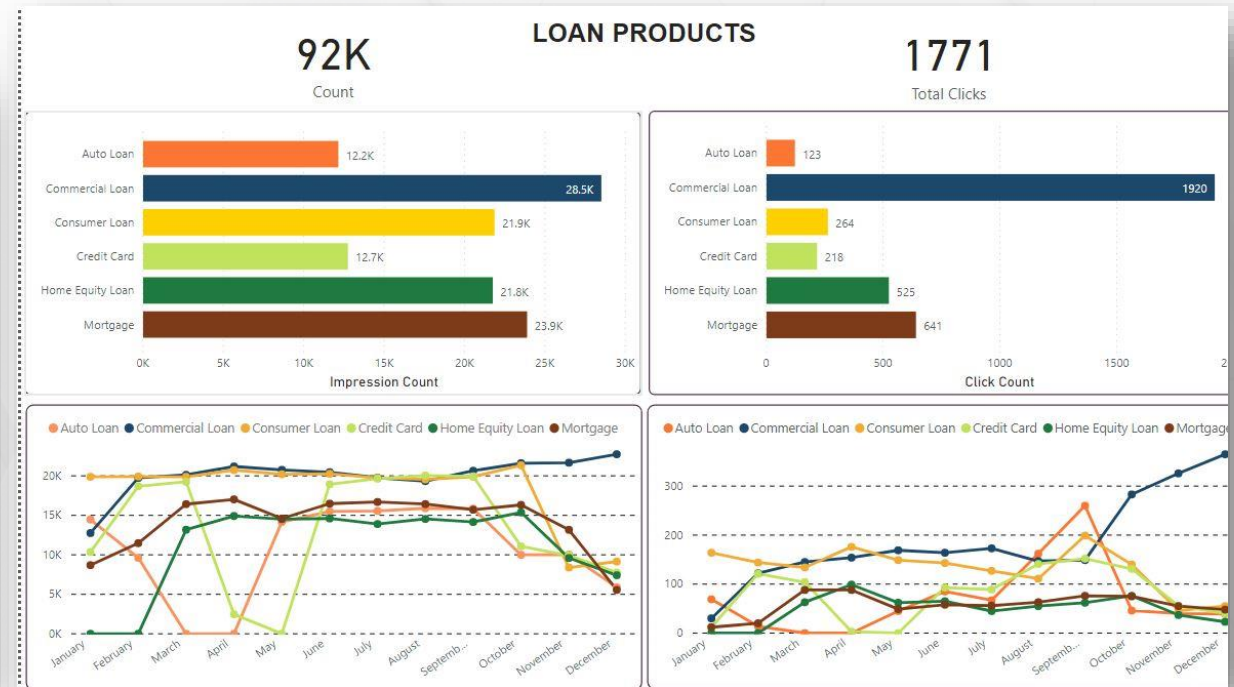 LOAN PRODUCTS
92K
Count
1771
Total Clicks
Auto Loan 12.2K
Commercial Loan 28.5K
Consumer Loan 21.9K
Credit Card 12.7K
Home Equity Loan 21.8K
Mortgage 23.9K
0K 5K 10K 15K 20K 25K 30K
Impression Count
Auto Loan 123
Commercial Loan 1920
Consumer Loan 264
Credit Card 218
Home Equity Loan 525
Mortgage 641
0 500 1000 1500 2
Click Count
Auto Loan Commercial Loan Consumer Loan Credit Card Home Equity Loan Mortgage
20K
15K
10K
5K
0K
January February March April May June July August Septemb... October November December
Auto Loan Commercial Loan Consumer Loan Credit Card Home Equity Loan Mortgage
300
200
100
0
January February March April May June July August Septemb... October November December